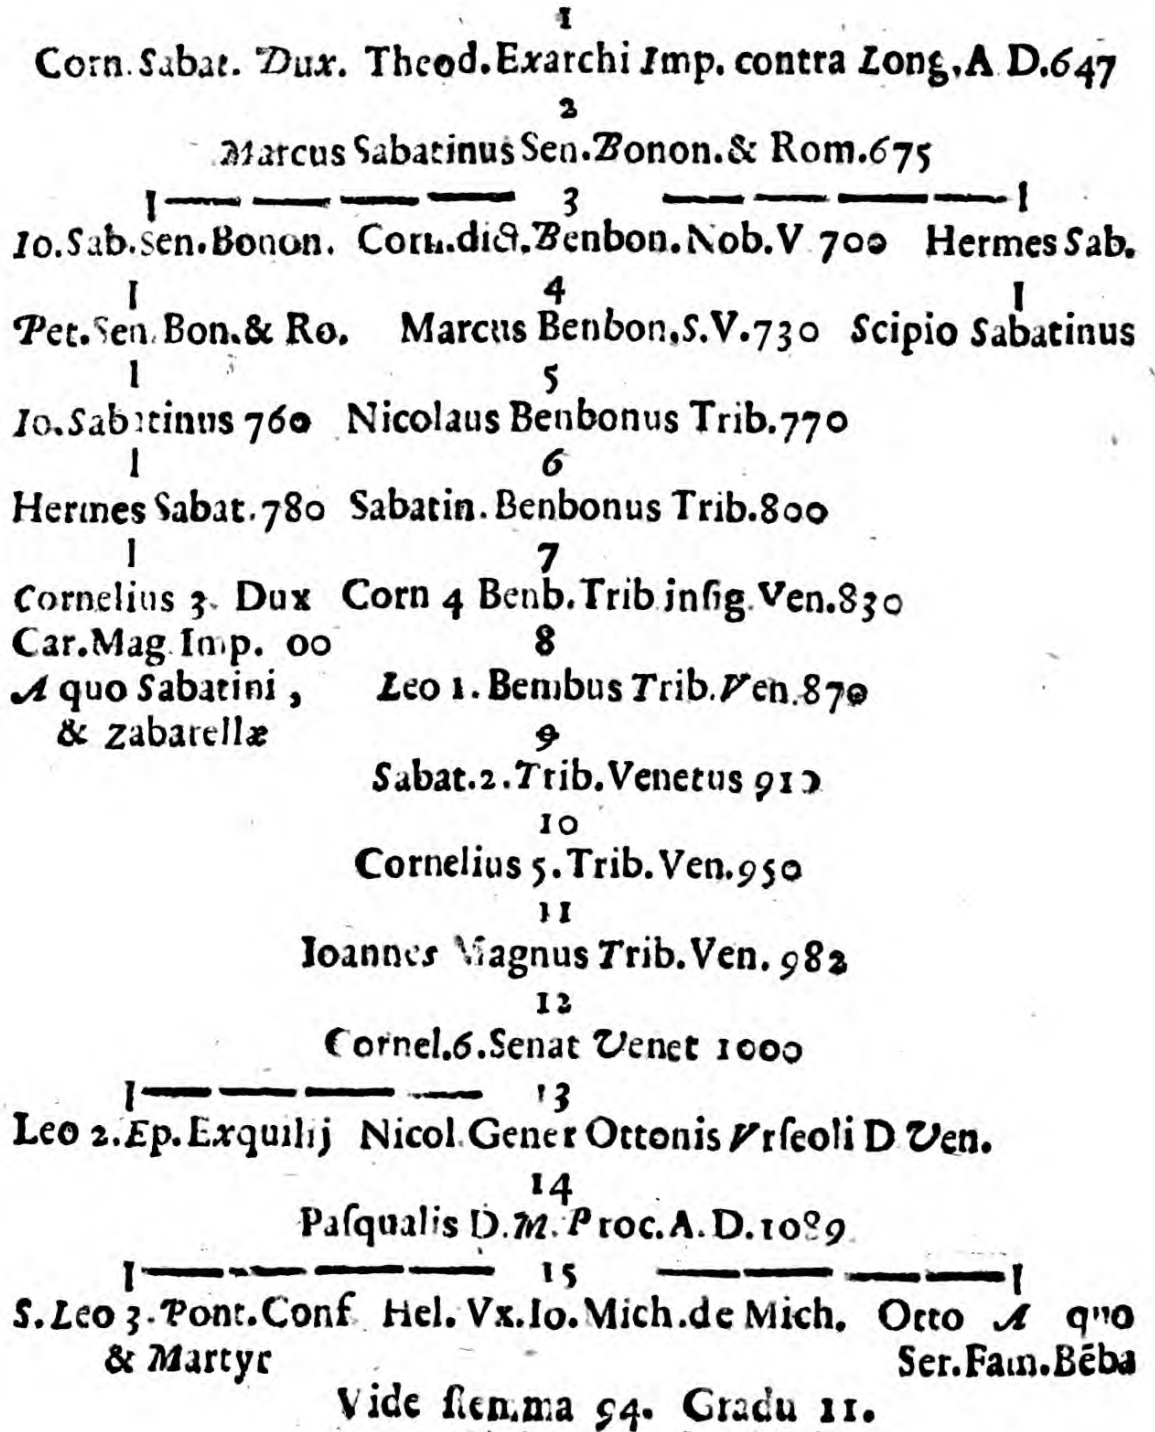 1
Corn. Sabat. Dux. Theod. Exarchi Imp. contra Long. A D. 647
2
Marcus Sabatinus Sen. Bonon. & Rom. 675
3
Io. Sab. Sen. Bonon. Corn. dict. Benbon. Nob. V 700 Hermes Sab.
I 4 I
Pet. Sen. Bon. & Ro. Marcus Benbon. S. V. 730 Scipio Sabatinus
I 5
Io. Sabatinus 760 Nicolaus Benbonus Trib. 770
I 6
Hermes Sabat. 780 Sabatin. Benbonus Trib. 800
I 7
Cornelius 3. Dux Corn 4 Benb. Trib insig. Ven. 830
Car. Mag. Imp. 00 8
A quo Sabatini, Leo 1. Bembus Trib. Ven. 870
& Zabarellæ 9
Sabat. 2. Trib. Venetus 910
10
Cornelius 5. Trib. Ven. 950
11
Ioannes Magnus Trib. Ven. 982
12
Cornel. 6. Senat Venet 1000
I 13
Leo 2. Ep. Exquilij Nicol. Gener Ottonis Vrſeoli D Ven.
14
Paſqualis D. M. Proc. A. D. 1089
I 15 I
S. Leo 3. Pont. Conf Hel. Vx. Io. Mich. de Mich. Otto A quo
& Martyr Ser. Fam. Bēba
Vide ſtemma 94. Gradu 11.